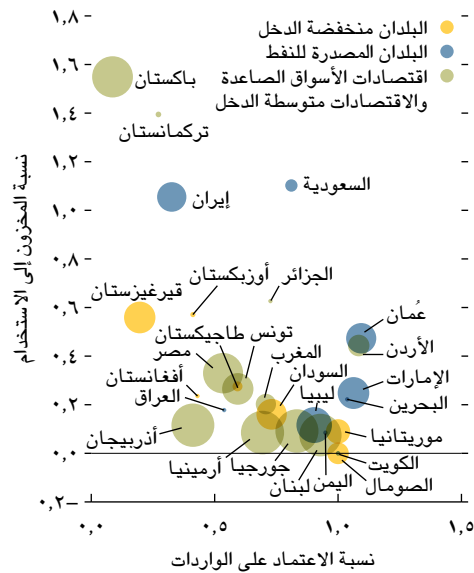 البلدان منخفضة الدخل
البلدان المصدرة للنفط
اقتصادات الأسواق الصاعدة
والاقتصادات متوسطة الدخل
نسبة المخزون إلى الاستخدام
١,٨
١,٦
١,٤
١,٢
١,٠
٠,٨
٠,٦
٠,٤
٠,٢
٠,٠
٠,٢–
باكستان
تركمانستان
السعودية
إيران
الجزائر
أوزبكستان
قيرغيزستان
عُمان
تونس
طاجيكستان
مصر
المغرب
الأردن
السودان
الإمارات
أفغانستان
ليبيا
العراق
البحرين
أذربيجان
موريتانيا
أرمينيا
جورجيا
الكويت
لبنان
اليمن
الصومال
٠,٠
٠,٥
١,٠
١,٥
نسبة الاعتماد على الواردات